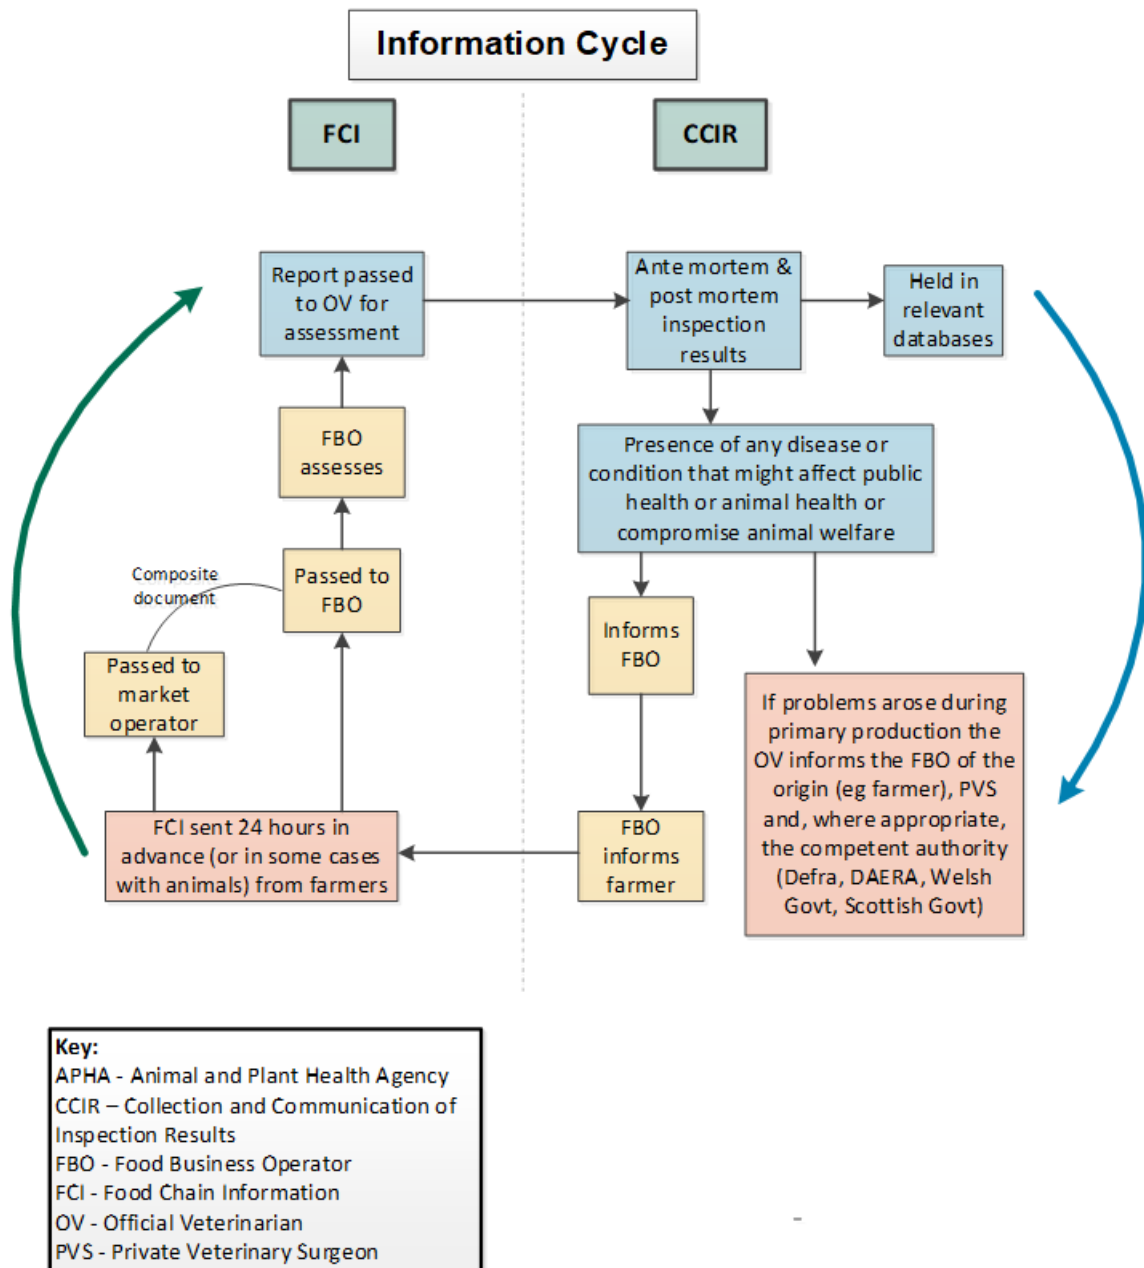 Information Cycle
FCI
CCIR
Report passed
to OV for
assessment
Ante mortem &
post mortem
inspection
results
Held in
relevant
databases
FBO
assesses
Presence of any disease or
condition that might affect public
health or animal health or
compromise animal welfare
Composite
document
Passed to
FBO
Informs
FBO
Passed to
market
operator
If problems arose during
primary production the
OV informs the FBO of the
origin (eg farmer), PVS
and, where appropriate,
the competent authority
(Defra, DAERA, Welsh
Govt, Scottish Govt)
FCI sent 24 hours in
advance (or in some cases
with animals) from farmers
FBO
informs
farmer
Key:
APHA - Animal and Plant Health Agency
CCIR – Collection and Communication of
Inspection Results
FBO - Food Business Operator
FCI - Food Chain Information
OV - Official Veterinarian
PVS - Private Veterinary Surgeon